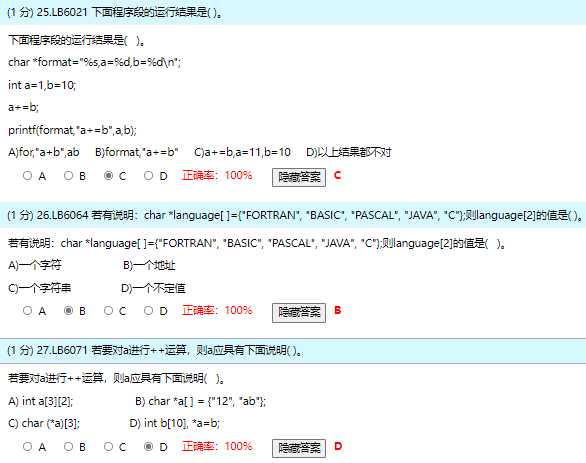 (1 分) 25.LB6021 下面程序段的运行结果是( )。
下面程序段的运行结果是(   )。
char *format="%s,a=%d,b=%d\n";
int a=1,b=10;
a+=b;
printf(format,"a+=b",a,b);
A)for,"a+b",ab    B)format,"a+=b"    C)a+=b,a=11,b=10    D)以上结果都不对
A B C D 正确率：100% 隐藏答案 C
(1 分) 26.LB6064 若有说明：char *language[ ]={"FORTRAN", "BASIC", "PASCAL", "JAVA", "C"};则language[2]的值是( )。
若有说明：char *language[ ]={"FORTRAN", "BASIC", "PASCAL", "JAVA", "C"};则language[2]的值是(   )。
A)一个字符    B)一个地址
C)一个字符串    D)一个不定值
A B C D 正确率：100% 隐藏答案 B
(1 分) 27.LB6071 若要对a进行++运算，则a应具有下面说明( )。
若要对a进行++运算，则a应具有下面说明(   )。
A) int a[3][2];    B) char *a[ ] = {"12", "ab"};
C) char (*a)[3];    D) int b[10], *a=b;
A B C D 正确率：100% 隐藏答案 D